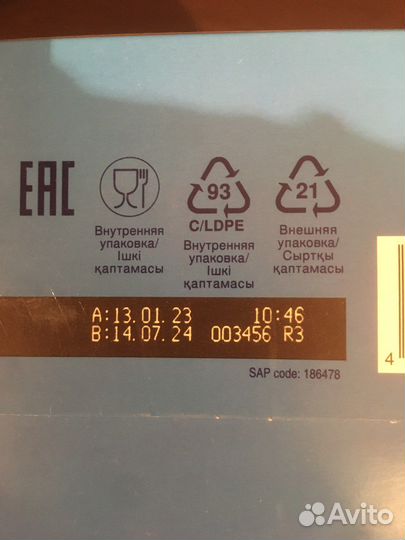 EAC
Внутренняя
упаковка/
Ішкі
қаптамасы
93
C/LDPE
Внутренняя
упаковка/
Ішкі
қаптамасы
21
Внешняя
упаковка/
Сыртқы
қаптамасы
A:13.01.23 10:46
B:14.07.24 003456 R3
4
SAP code: 186478
Avito